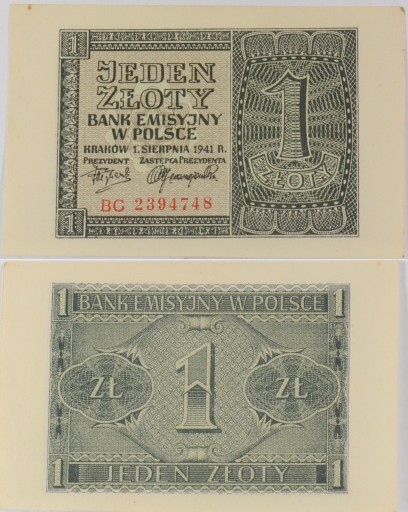 1
JEDEN
ZŁOTY
BANK EMISYJNY
W POLSCE
KRAKÓW 1. SIERPNIA 1941 R.
PREZYDENT ZASTĘPCA PREZYDENTA
BC 2394748
1
1
ZŁOTY
1 BANK EMISYJNY W POLSCE 1
ZŁ 1 ZŁ
1 JEDEN ZŁOTY 1